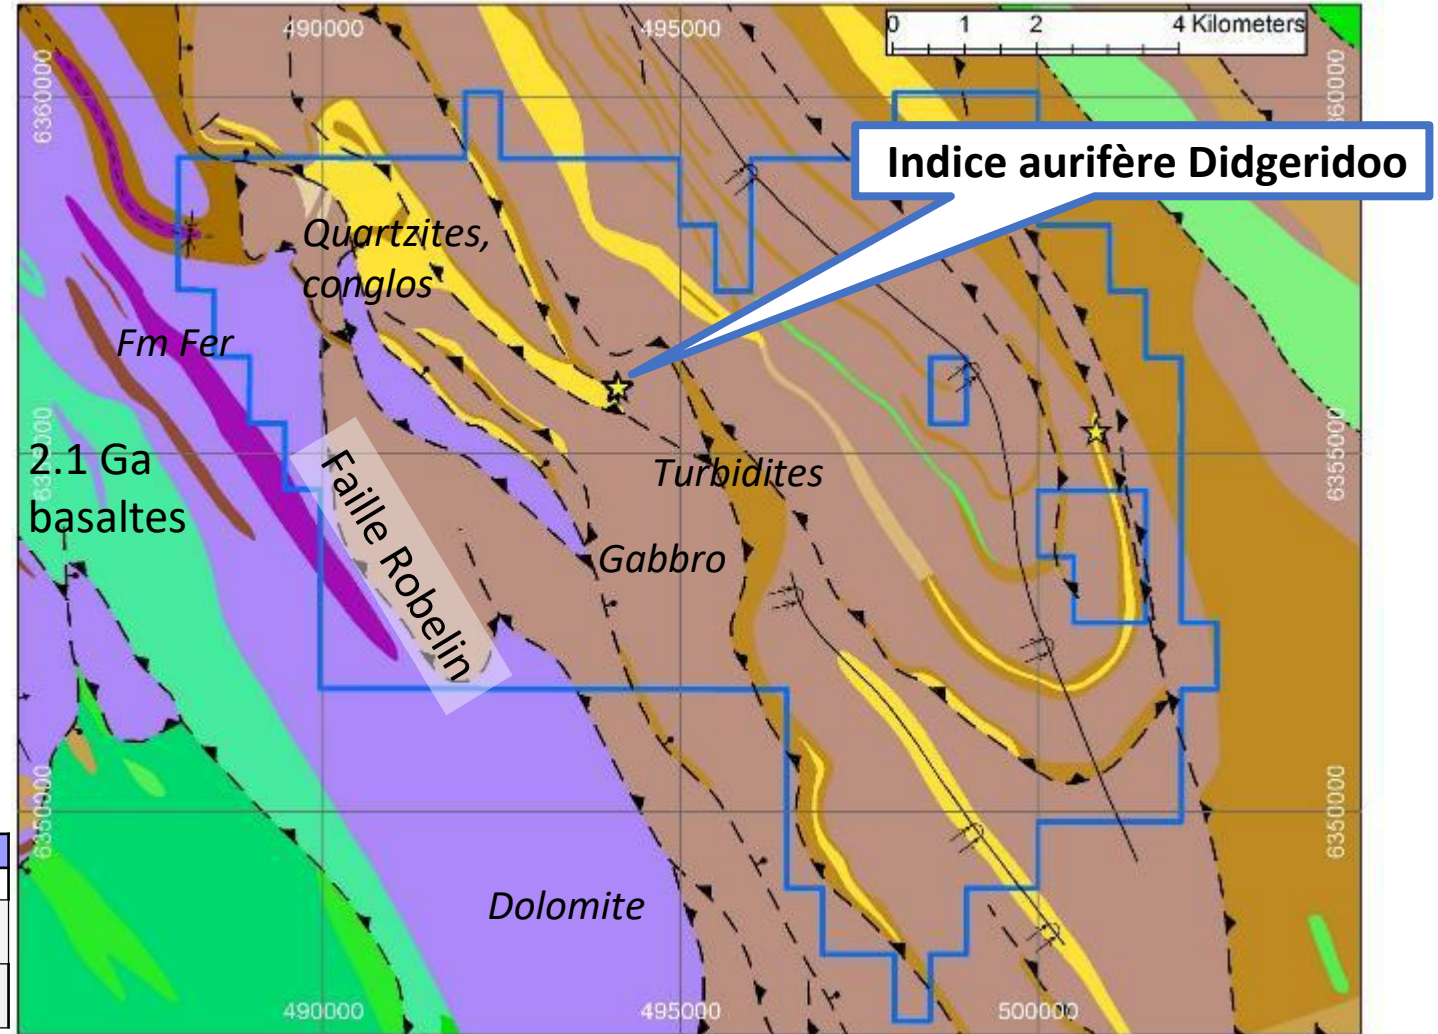 490000
495000
0 1 2 4 Kilometers
6360000
6360000
Indice aurifère Didgeridoo
Quartzites,
conglos
Fm Fer
2.1 Ga
basaltes
6355000
Faille Robelin
Turbidites
Gabbro
6350000
6350000
Dolomite
490000
495000
500000